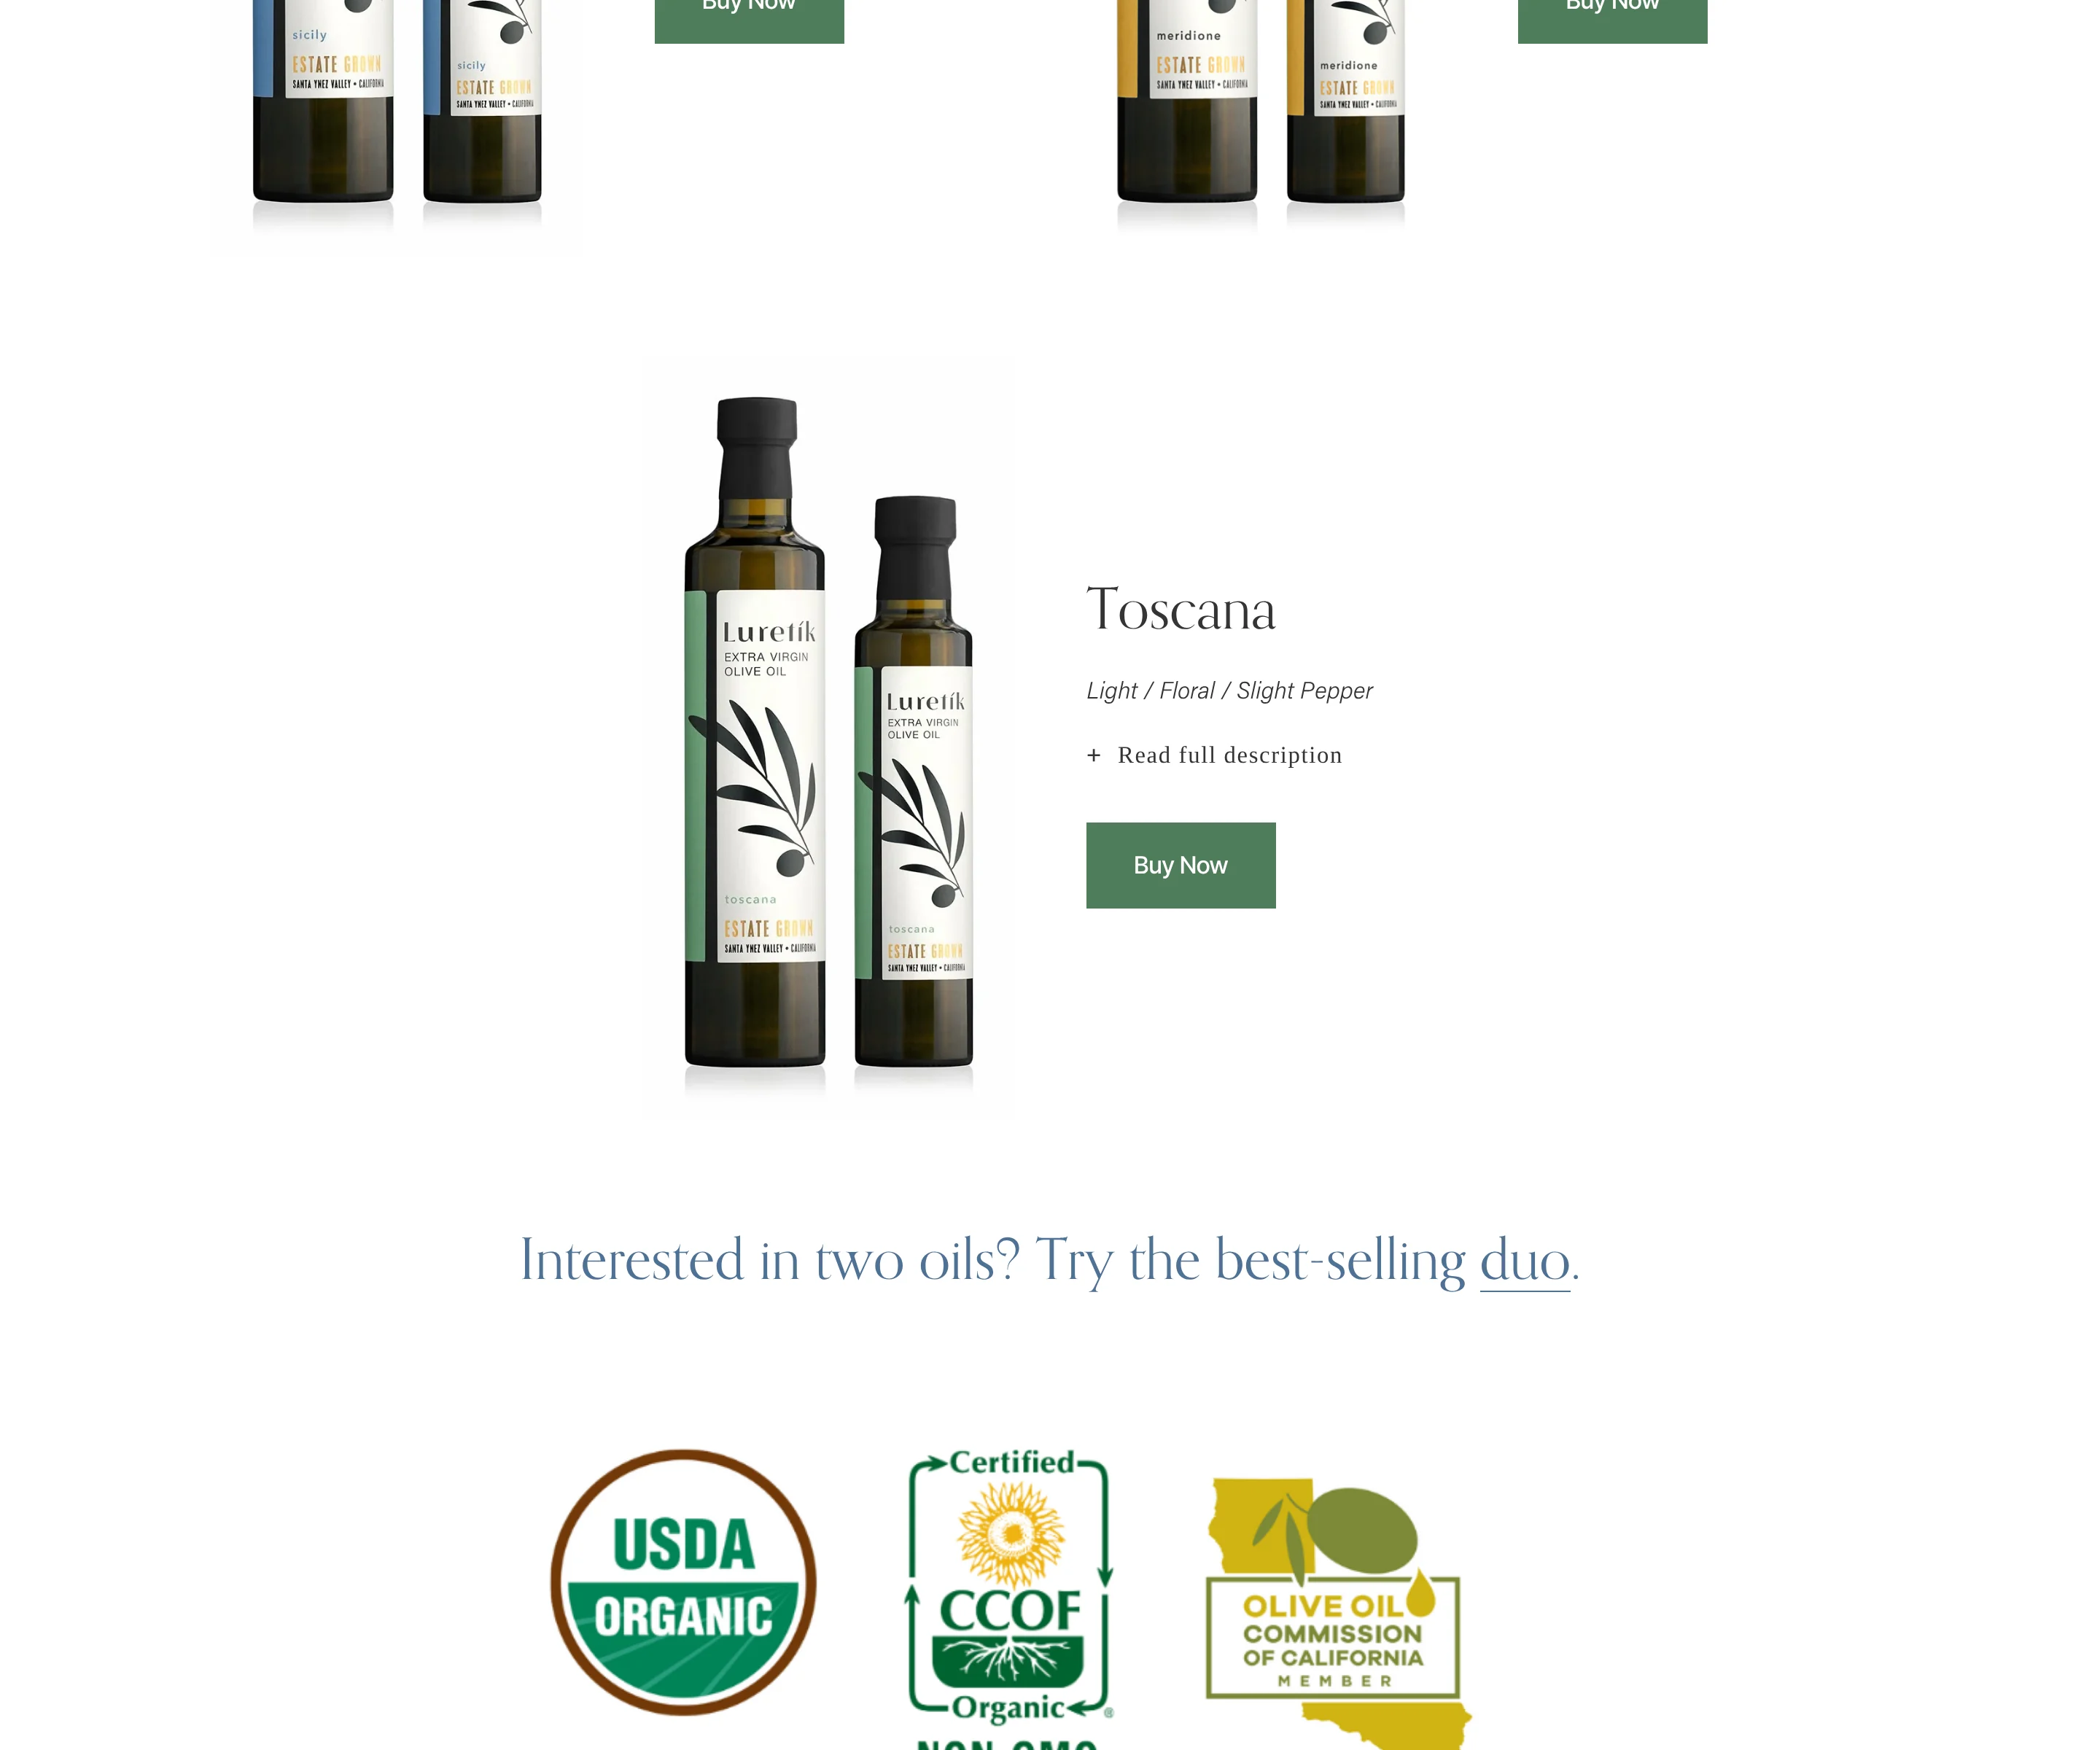 Buy Now
Buy Now
sicily
ESTATE GROWN
SANTA YNEZ VALLEY • CALIFORNIA
sicily
ESTATE GROWN
SANTA YNEZ VALLEY • CALIFORNIA
meridione
ESTATE GROWN
SANTA YNEZ VALLEY • CALIFORNIA
meridione
ESTATE GROWN
SANTA YNEZ VALLEY • CALIFORNIA
Luretík
EXTRA VIRGIN
OLIVE OIL
toscana
ESTATE GROWN
SANTA YNEZ VALLEY • CALIFORNIA
Luretík
EXTRA VIRGIN
OLIVE OIL
toscana
ESTATE GROWN
SANTA YNEZ VALLEY • CALIFORNIA
Toscana
Light / Floral / Slight Pepper
+ Read full description
Buy Now
Interested in two oils? Try the best-selling duo.
USDA
ORGANIC
Certified
CCOF
Organic
®
NON-GMO
OLIVE OIL
COMMISSION
OF CALIFORNIA
MEMBER